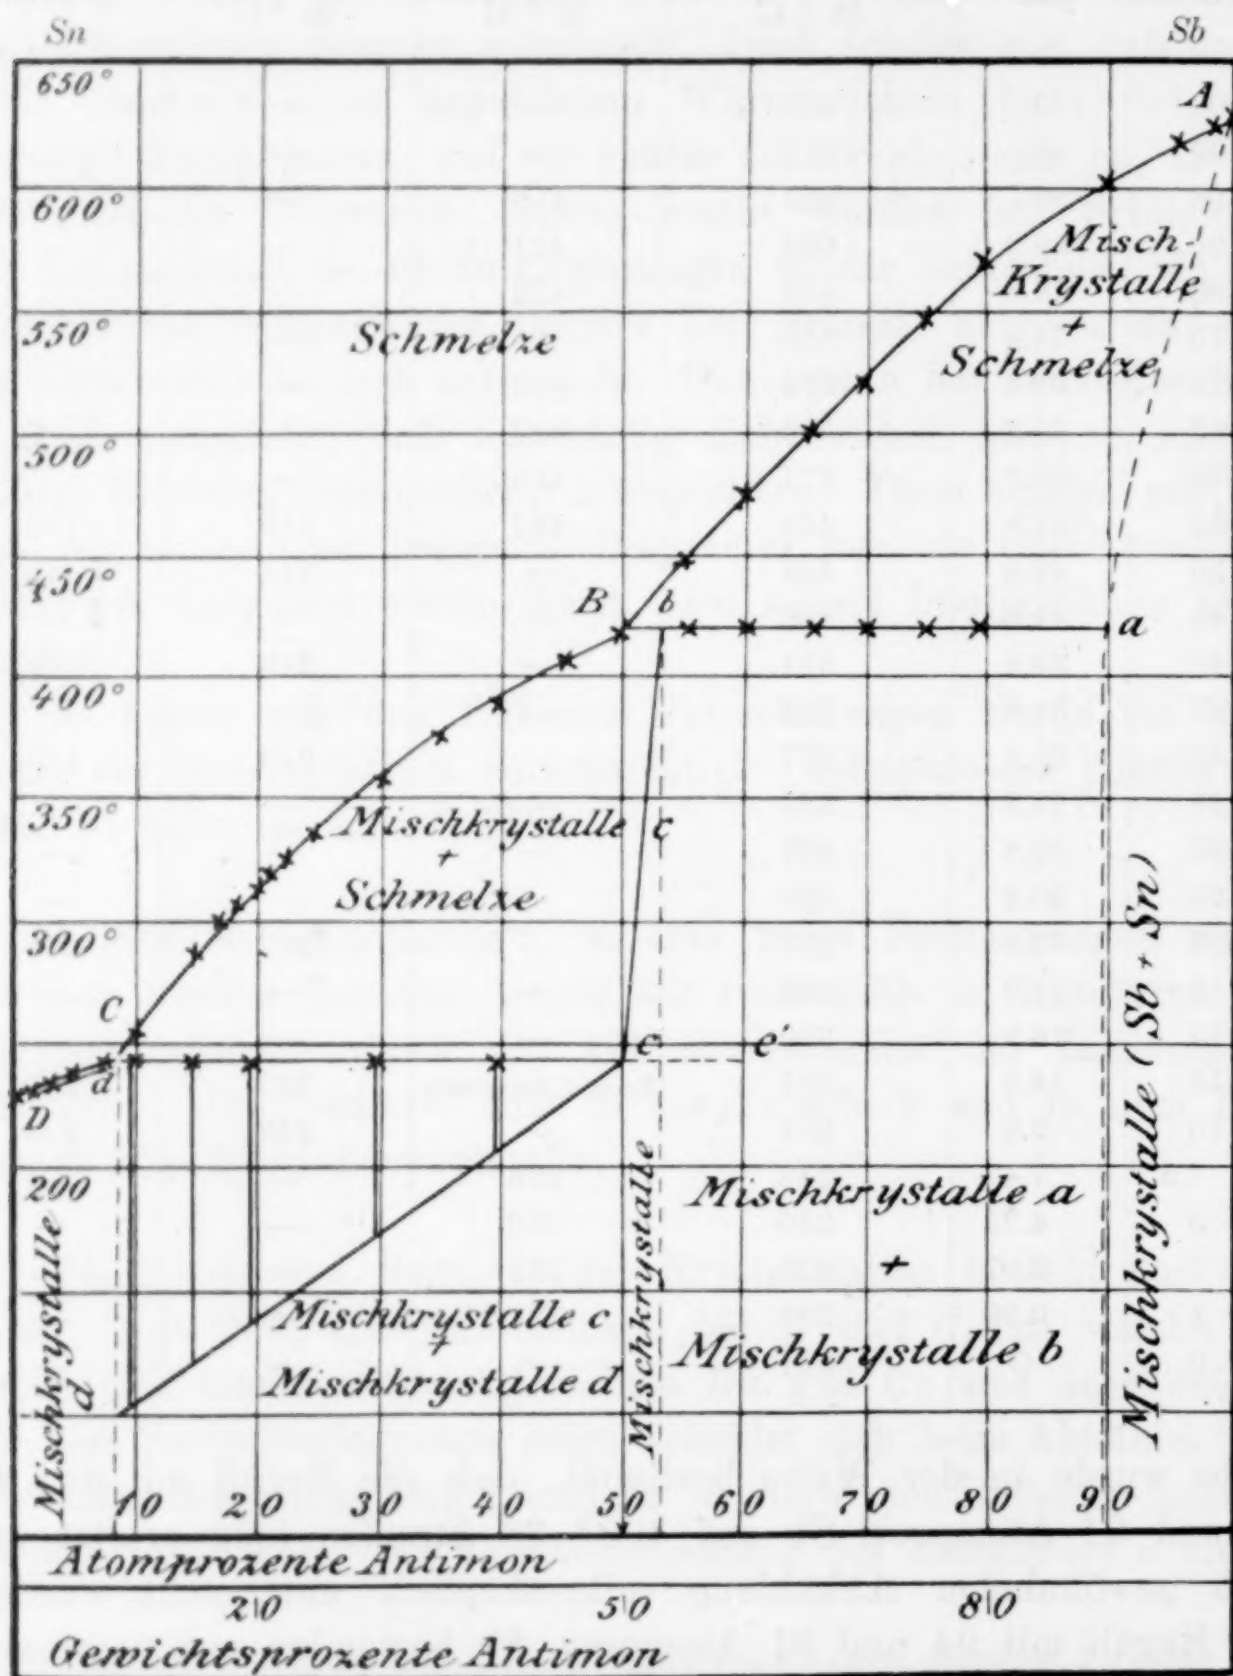 Sn Sb
650°
A
600°
Misch-
Krystalle
+
Schmelze
550°
Schmelze
500°
450°
B b
a
400°
350°
Mischkrystalle
+
Schmelze
c
300°
C
c e'
d
D
200
Mischkrystalle a
+
Mischkrystalle b
Mischkrystalle c
+
Mischkrystalle d
Mischkrystalle
d
Mischkrystalle
Mischkrystalle (Sb + Sn)
10 20 30 40 50 60 70 80 90
Atomprozente Antimon
20 50 80
Gewichtsprozente Antimon